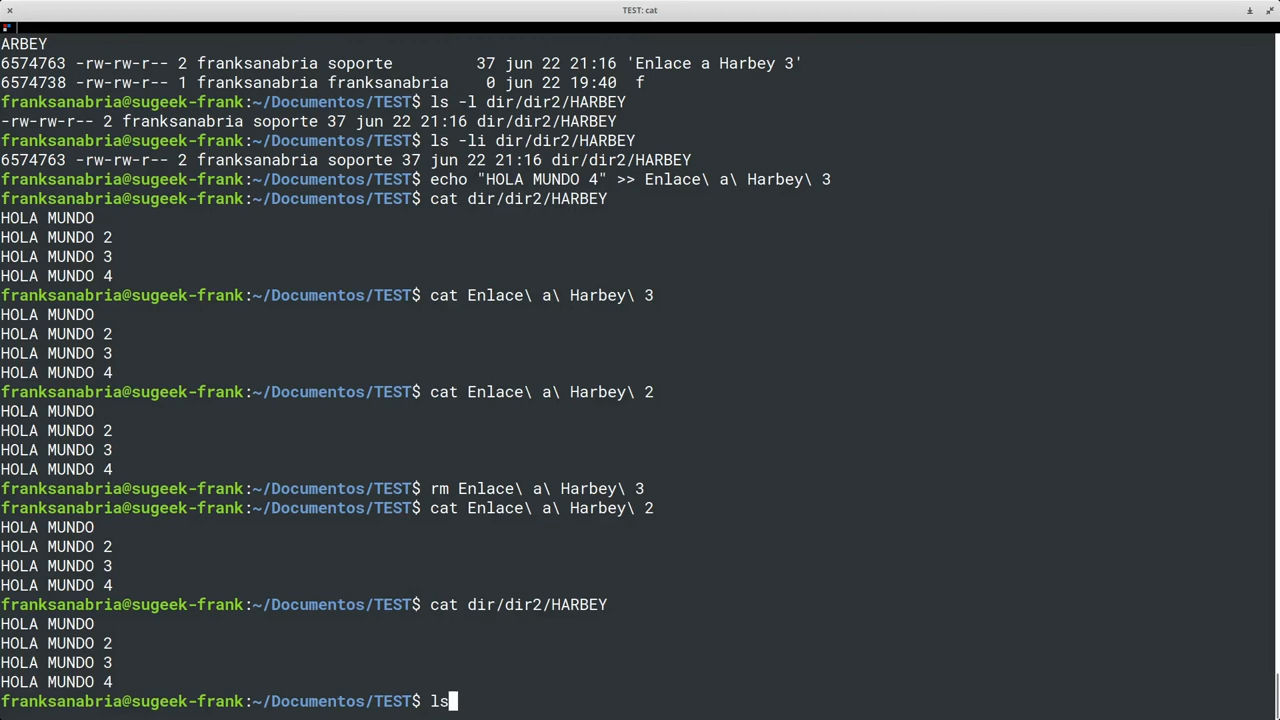 TEST: cat
ARBEY
6574763 -rw-rw-r-- 2 franksanabria soporte         37 jun 22 21:16 'Enlace a Harbey 3'
6574738 -rw-rw-r-- 1 franksanabria franksanabria    0 jun 22 19:40  f
franksanabria@sugeek-frank:~/Documentos/TEST$ ls -l dir/dir2/HARBEY
-rw-rw-r-- 2 franksanabria soporte 37 jun 22 21:16 dir/dir2/HARBEY
franksanabria@sugeek-frank:~/Documentos/TEST$ ls -li dir/dir2/HARBEY
6574763 -rw-rw-r-- 2 franksanabria soporte 37 jun 22 21:16 dir/dir2/HARBEY
franksanabria@sugeek-frank:~/Documentos/TEST$ echo "HOLA MUNDO 4" >> Enlace\ a\ Harbey\ 3
franksanabria@sugeek-frank:~/Documentos/TEST$ cat dir/dir2/HARBEY
HOLA MUNDO
HOLA MUNDO 2
HOLA MUNDO 3
HOLA MUNDO 4
franksanabria@sugeek-frank:~/Documentos/TEST$ cat Enlace\ a\ Harbey\ 3
HOLA MUNDO
HOLA MUNDO 2
HOLA MUNDO 3
HOLA MUNDO 4
franksanabria@sugeek-frank:~/Documentos/TEST$ cat Enlace\ a\ Harbey\ 2
HOLA MUNDO
HOLA MUNDO 2
HOLA MUNDO 3
HOLA MUNDO 4
franksanabria@sugeek-frank:~/Documentos/TEST$ rm Enlace\ a\ Harbey\ 3
franksanabria@sugeek-frank:~/Documentos/TEST$ cat Enlace\ a\ Harbey\ 2
HOLA MUNDO
HOLA MUNDO 2
HOLA MUNDO 3
HOLA MUNDO 4
franksanabria@sugeek-frank:~/Documentos/TEST$ cat dir/dir2/HARBEY
HOLA MUNDO
HOLA MUNDO 2
HOLA MUNDO 3
HOLA MUNDO 4
franksanabria@sugeek-frank:~/Documentos/TEST$ ls